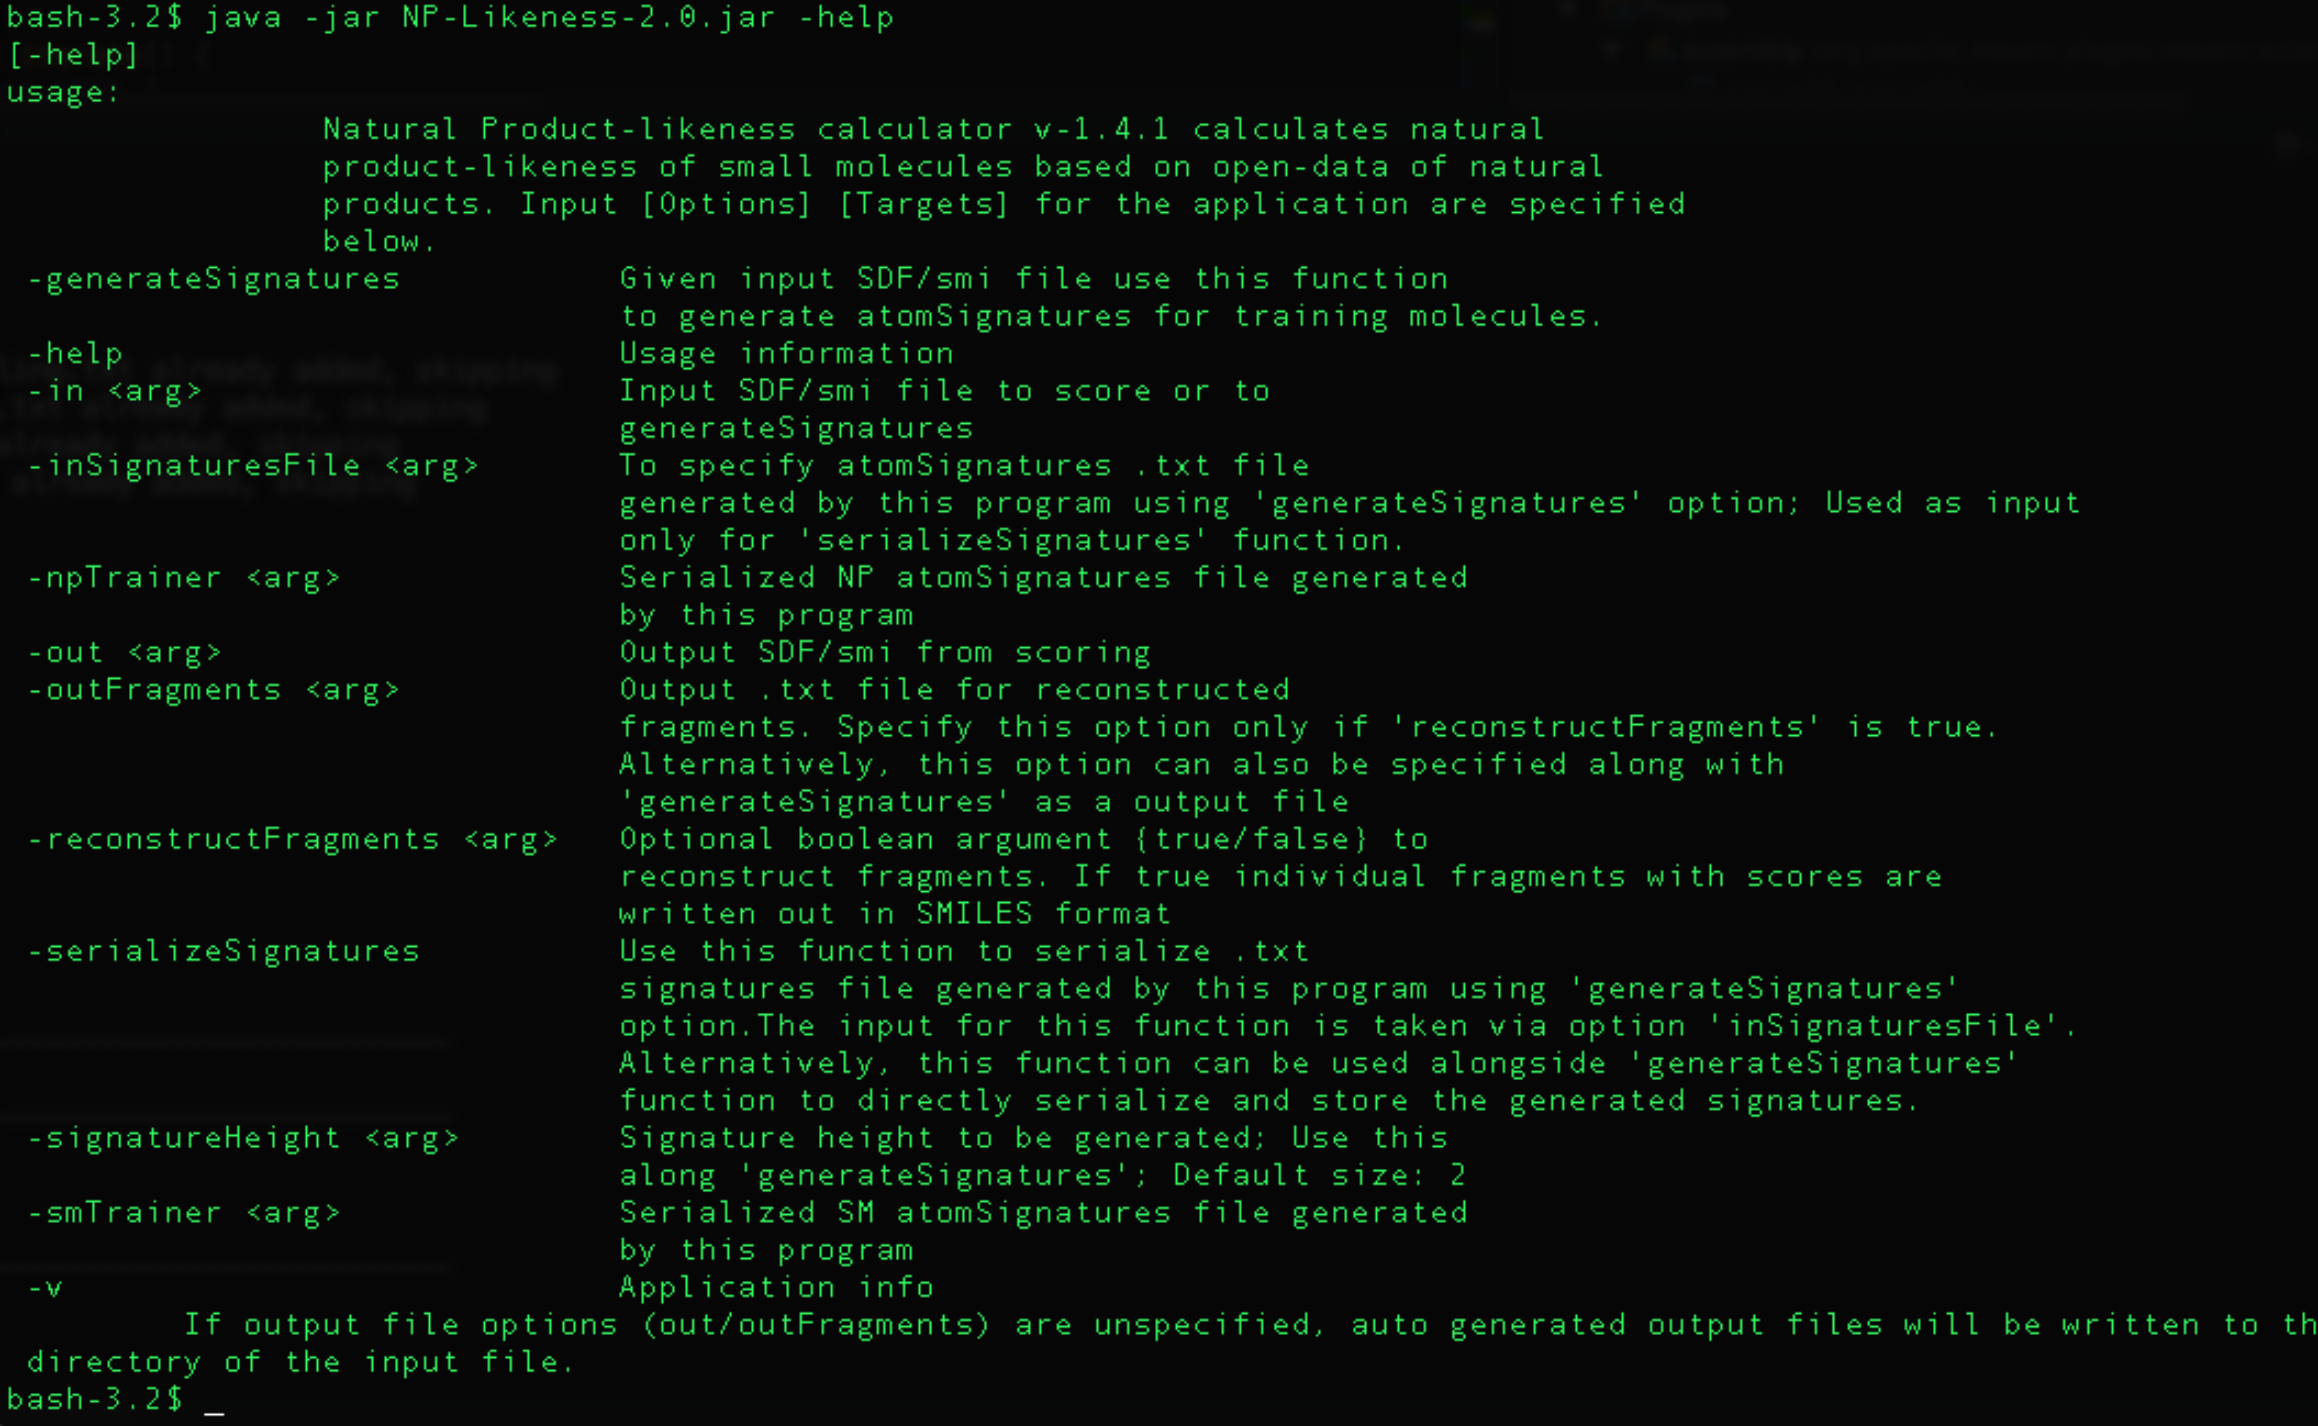 bash-3.2$ java -jar NP-Likeness-2.0.jar -help
[-help]
usage:
Natural Product-likeness calculator v-1.4.1 calculates natural
product-likeness of small molecules based on open-data of natural
products. Input [Options] [Targets] for the application are specified
below.
-generateSignatures Given input SDF/smi file use this function
to generate atomSignatures for training molecules.
-help Usage information
-in <arg> Input SDF/smi file to score or to
generateSignatures
-inSignaturesFile <arg> To specify atomSignatures .txt file
generated by this program using 'generateSignatures' option; Used as input
only for 'serializeSignatures' function.
-npTrainer <arg> Serialized NP atomSignatures file generated
by this program
-out <arg> Output SDF/smi from scoring
-outFragments <arg> Output .txt file for reconstructed
fragments. Specify this option only if 'reconstructFragments' is true.
Alternatively, this option can also be specified along with
'generateSignatures' as a output file
-reconstructFragments <arg> Optional boolean argument {true/false} to
reconstruct fragments. If true individual fragments with scores are
written out in SMILES format
-serializeSignatures Use this function to serialize .txt
signatures file generated by this program using 'generateSignatures'
option.The input for this function is taken via option 'inSignaturesFile'.
Alternatively, this function can be used alongside 'generateSignatures'
function to directly serialize and store the generated signatures.
-signatureHeight <arg> Signature height to be generated; Use this
along 'generateSignatures'; Default size: 2
-smTrainer <arg> Serialized SM atomSignatures file generated
by this program
-v Application info
If output file options (out/outFragments) are unspecified, auto generated output files will be written to th
directory of the input file.
bash-3.2$ _